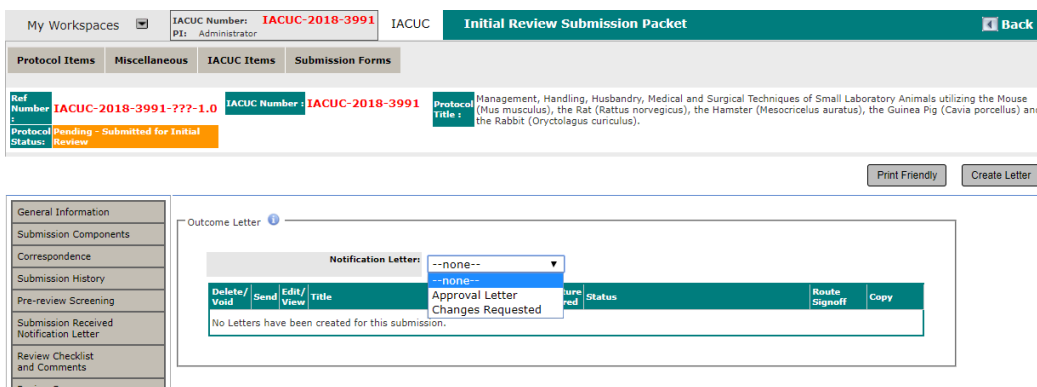 My Workspaces
IACUC Number: IACUC-2018-3991
PI: Administrator
IACUC
Initial Review Submission Packet
Back
Protocol Items Miscellaneous IACUC Items Submission Forms
Ref Number : IACUC-2018-3991-???-1.0
IACUC Number : IACUC-2018-3991
Protocol Title :
Management, Handling, Husbandry, Medical and Surgical Techniques of Small Laboratory Animals utilizing the Mouse
(Mus musculus), the Rat (Rattus norvegicus), the Hamster (Mesocricelus auratus), the Guinea Pig (Cavia porcellus) and
the Rabbit (Oryctolagus curiculus).
Protocol Status: Pending - Submitted for Initial
Review
Print Friendly
Create Letter
General Information
Submission Components
Correspondence
Submission History
Pre-review Screening
Submission Received
Notification Letter
Review Checklist
and Comments
Outcome Letter
Notification Letter: --none--
--none--
Approval Letter
Changes Requested
Delete/Void Send Edit/View Title Status Route Signoff Copy
No Letters have been created for this submission.